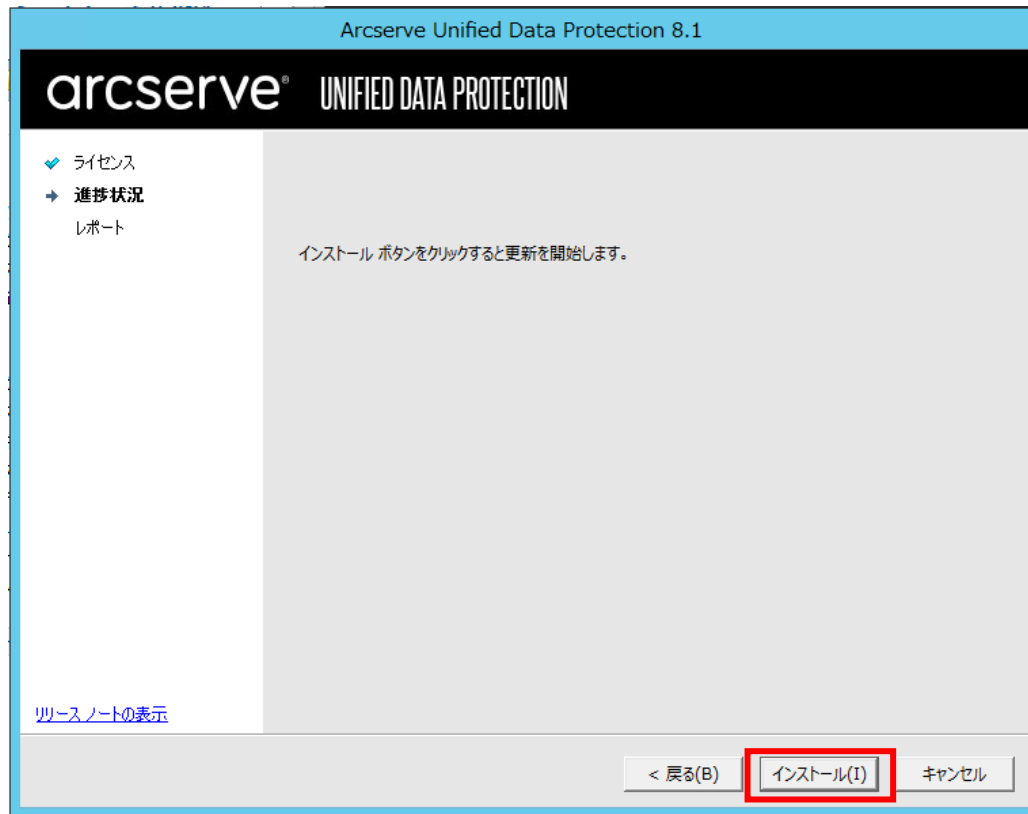 Arcserve Unified Data Protection 8.1
arcserve® UNIFIED DATA PROTECTION
ライセンス
進捗状況
レポート
インストール ボタンをクリックすると更新を開始します。
リリース ノートの表示
< 戻る(B) インストール(I) キャンセル